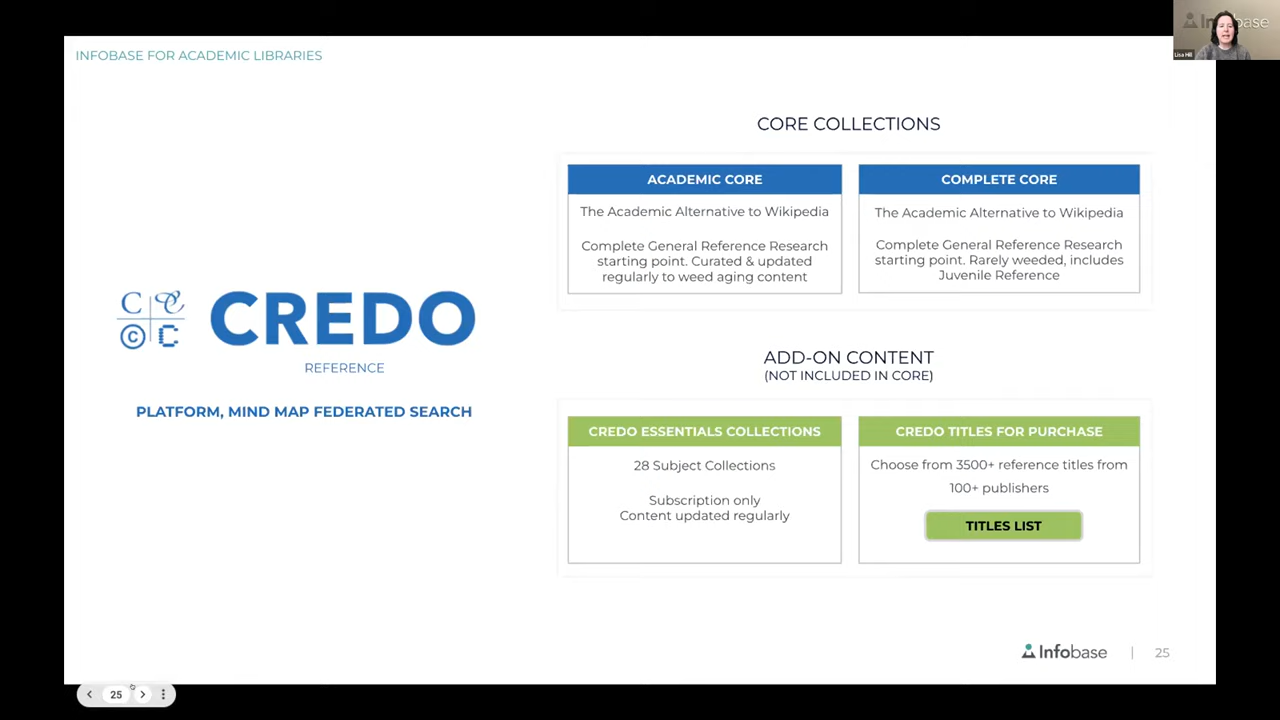 INFOBASE FOR ACADEMIC LIBRARIES
Infobase
Lisa Hill
CORE COLLECTIONS
ACADEMIC CORE
The Academic Alternative to Wikipedia
Complete General Reference Research
starting point. Curated & updated
regularly to weed aging content
COMPLETE CORE
The Academic Alternative to Wikipedia
Complete General Reference Research
starting point. Rarely weeded, includes
Juvenile Reference
C C
© C
CREDO
REFERENCE
PLATFORM, MIND MAP FEDERATED SEARCH
ADD-ON CONTENT
(NOT INCLUDED IN CORE)
CREDO ESSENTIALS COLLECTIONS
28 Subject Collections
Subscription only
Content updated regularly
CREDO TITLES FOR PURCHASE
Choose from 3500+ reference titles from
100+ publishers
TITLES LIST
Infobase | 25
25